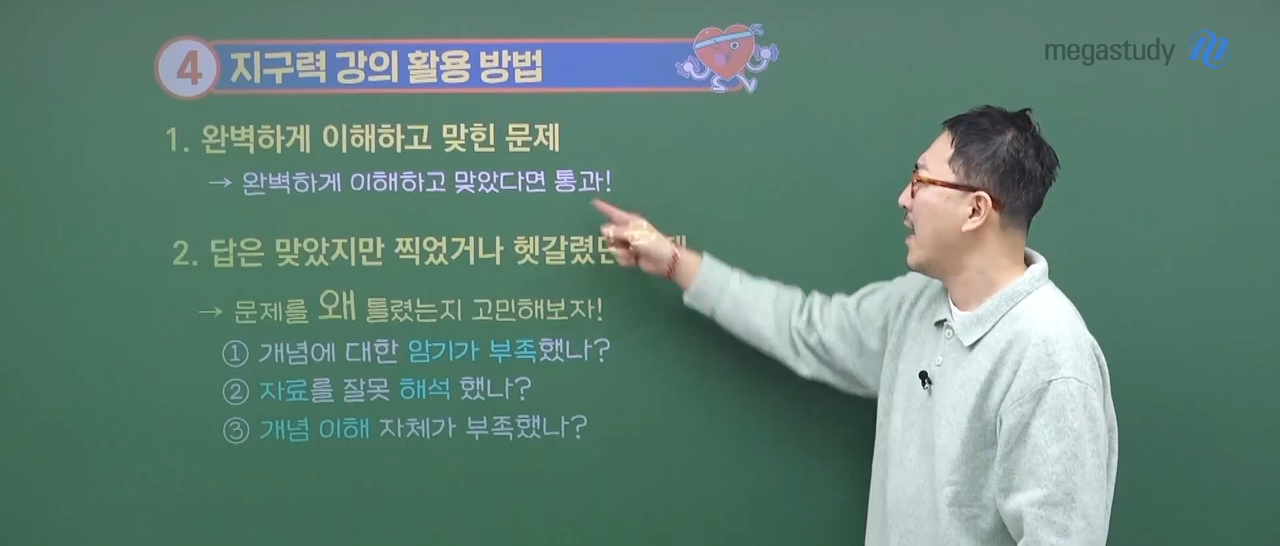 megastudy
4 지구력 강의 활용 방법
1. 완벽하게 이해하고 맞힌 문제
→ 완벽하게 이해하고 맞았다면 통과!
2. 답은 맞았지만 찍었거나 헷갈렸던
→ 문제를 왜 틀렸는지 고민해보자!
① 개념에 대한 암기가 부족했나?
② 자료를 잘못 해석 했나?
③ 개념 이해 자체가 부족했나?